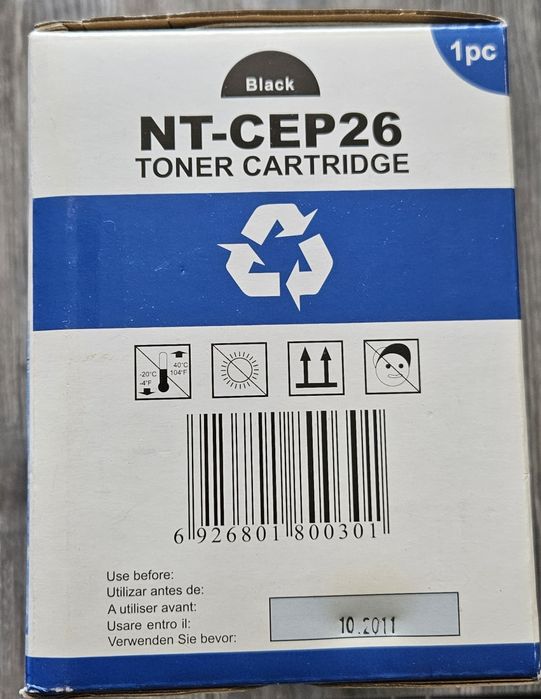 1pc
Black
NT-CEP26
TONER CARTRIDGE
40°C
104°F
-20°C
-4°F
6 926801 800301
Use before:
Utilizar antes de:
A utiliser avant:
Usare entro il:
Verwenden Sie bevor:
10.2011